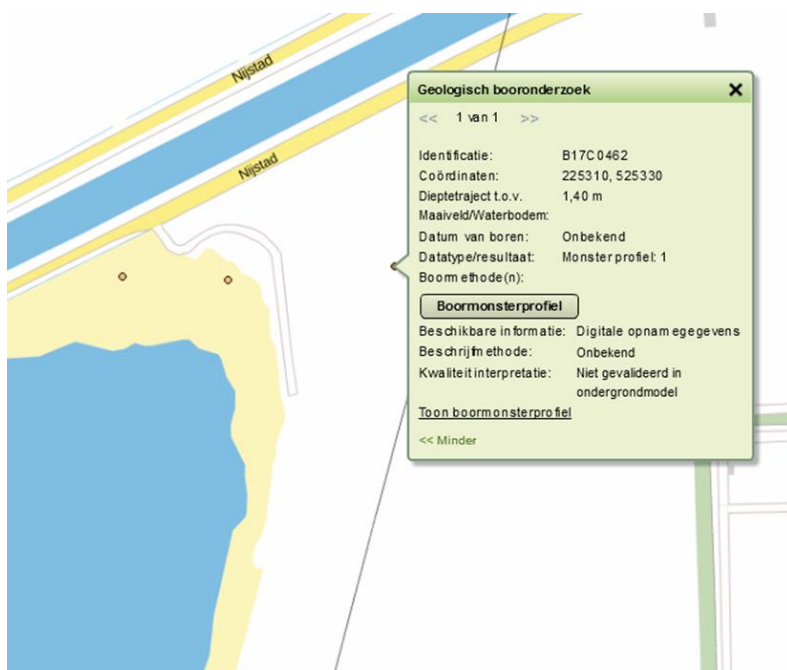 Nijstad
Nijstad
Geologisch booronderzoek
<< 1 van 1 >>
Identificatie: B17C0462
Coördinaten: 225310, 525330
Dieptetraject t.o.v. 1,40 m
Maaiveld/Waterbodem:
Datum van boren: Onbekend
Datatype/resultaat: Monster profiel: 1
Boormethode(n):
Boormonsterprofiel
Beschikbare informatie: Digitale opnamegegevens
Beschrijfmethode: Onbekend
Kwaliteit interpretatie: Niet gevalideerd in
ondergrondmodel
Toon boormonsterprofiel
<< Minder